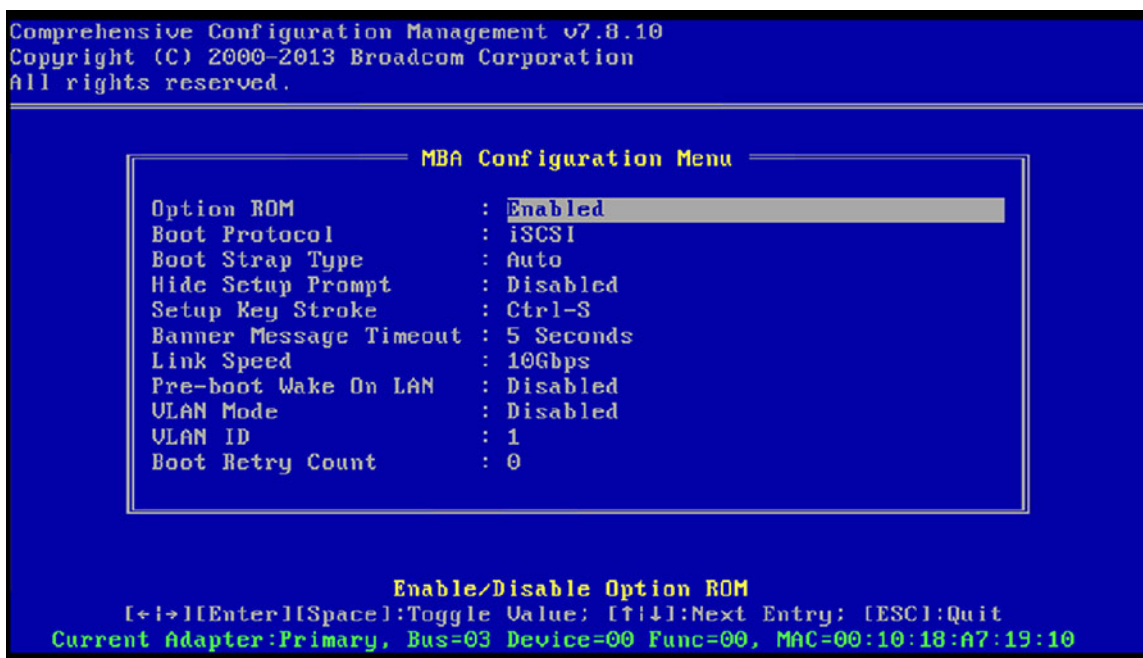 Comprehensive Configuration Management v7.8.10
Copyright (C) 2000-2013 Broadcom Corporation
All rights reserved.
MBA Configuration Menu
Option ROM : Enabled
Boot Protocol : iSCSI
Boot Strap Type : Auto
Hide Setup Prompt : Disabled
Setup Key Stroke : Ctrl-S
Banner Message Timeout : 5 Seconds
Link Speed : 10Gbps
Pre-boot Wake On LAN : Disabled
VLAN Mode : Disabled
VLAN ID : 1
Boot Retry Count : 0
Enable/Disable Option ROM
[←|→][Enter][Space]:Toggle Value; [↑|↓]:Next Entry; [ESC]:Quit
Current Adapter:Primary, Bus=03 Device=00 Func=00, MAC=00:10:18:A7:19:10